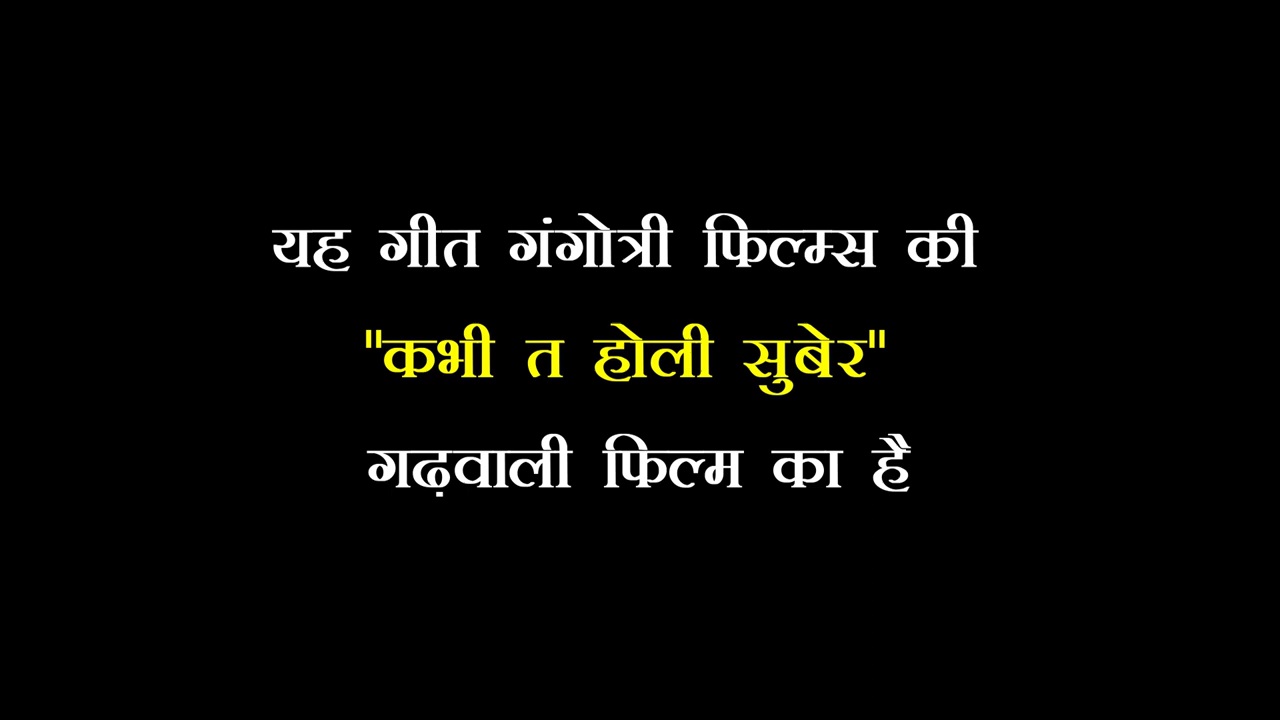 यह गीत गंगोत्री फिल्म्स की
"कभी त होली सुबेर"
गढ़वाली फिल्म का है